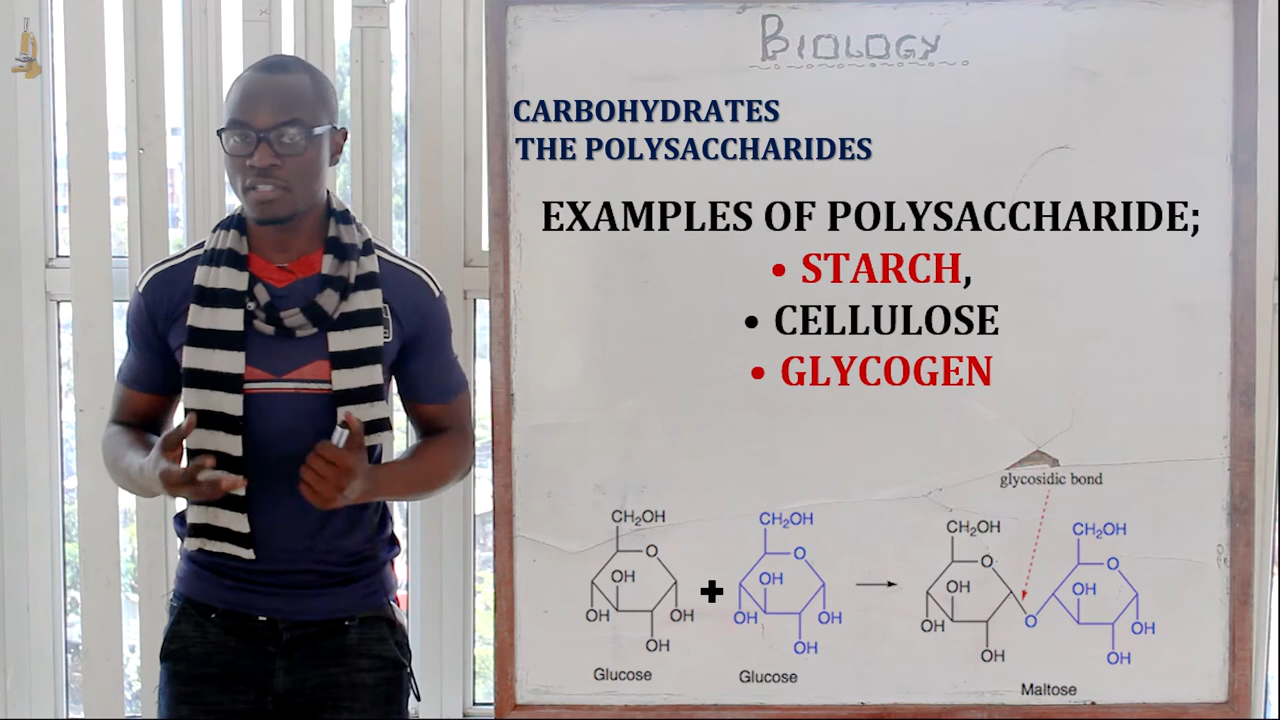 BIOLOGY
CARBOHYDRATES
THE POLYSACCHARIDES
EXAMPLES OF POLYSACCHARIDE;
• STARCH,
• CELLULOSE
• GLYCOGEN
glycosidic bond
CH₂OH CH₂OH CH₂OH CH₂OH
O O O O
OH OH OH OH
+
OH OH OH OH OH O OH
OH OH OH OH
Glucose Glucose Maltose